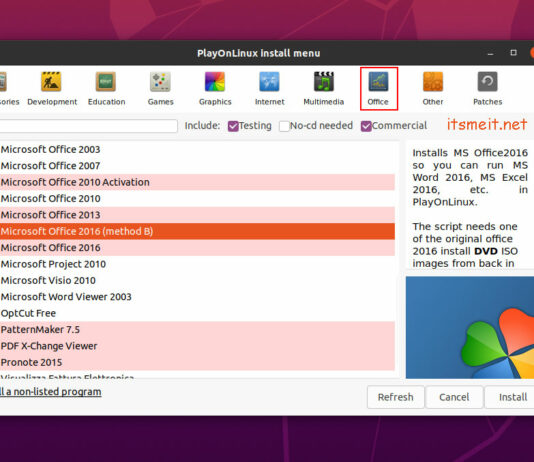 PlayOnLinux install menu
sories Development Education Games Graphics Internet Multimedia Office Other Patches
Include: Testing No-cd needed Commercial
itsmeit.net
Microsoft Office 2003
Microsoft Office 2007
Microsoft Office 2010 Activation
Microsoft Office 2010
Microsoft Office 2013
Microsoft Office 2016 (method B)
Microsoft Office 2016
Microsoft Project 2010
Microsoft Visio 2010
Microsoft Word Viewer 2003
OptCut Free
PatternMaker 7.5
PDF X-Change Viewer
Pronote 2015
Visualizza Fattura Elettronica
Installs MS Office2016
so you can run MS
Word 2016, MS Excel
2016, etc. in
PlayOnLinux.
The script needs one
of the original office
2016 install DVD ISO
images from back in
ll a non-listed program
Refresh Cancel Install